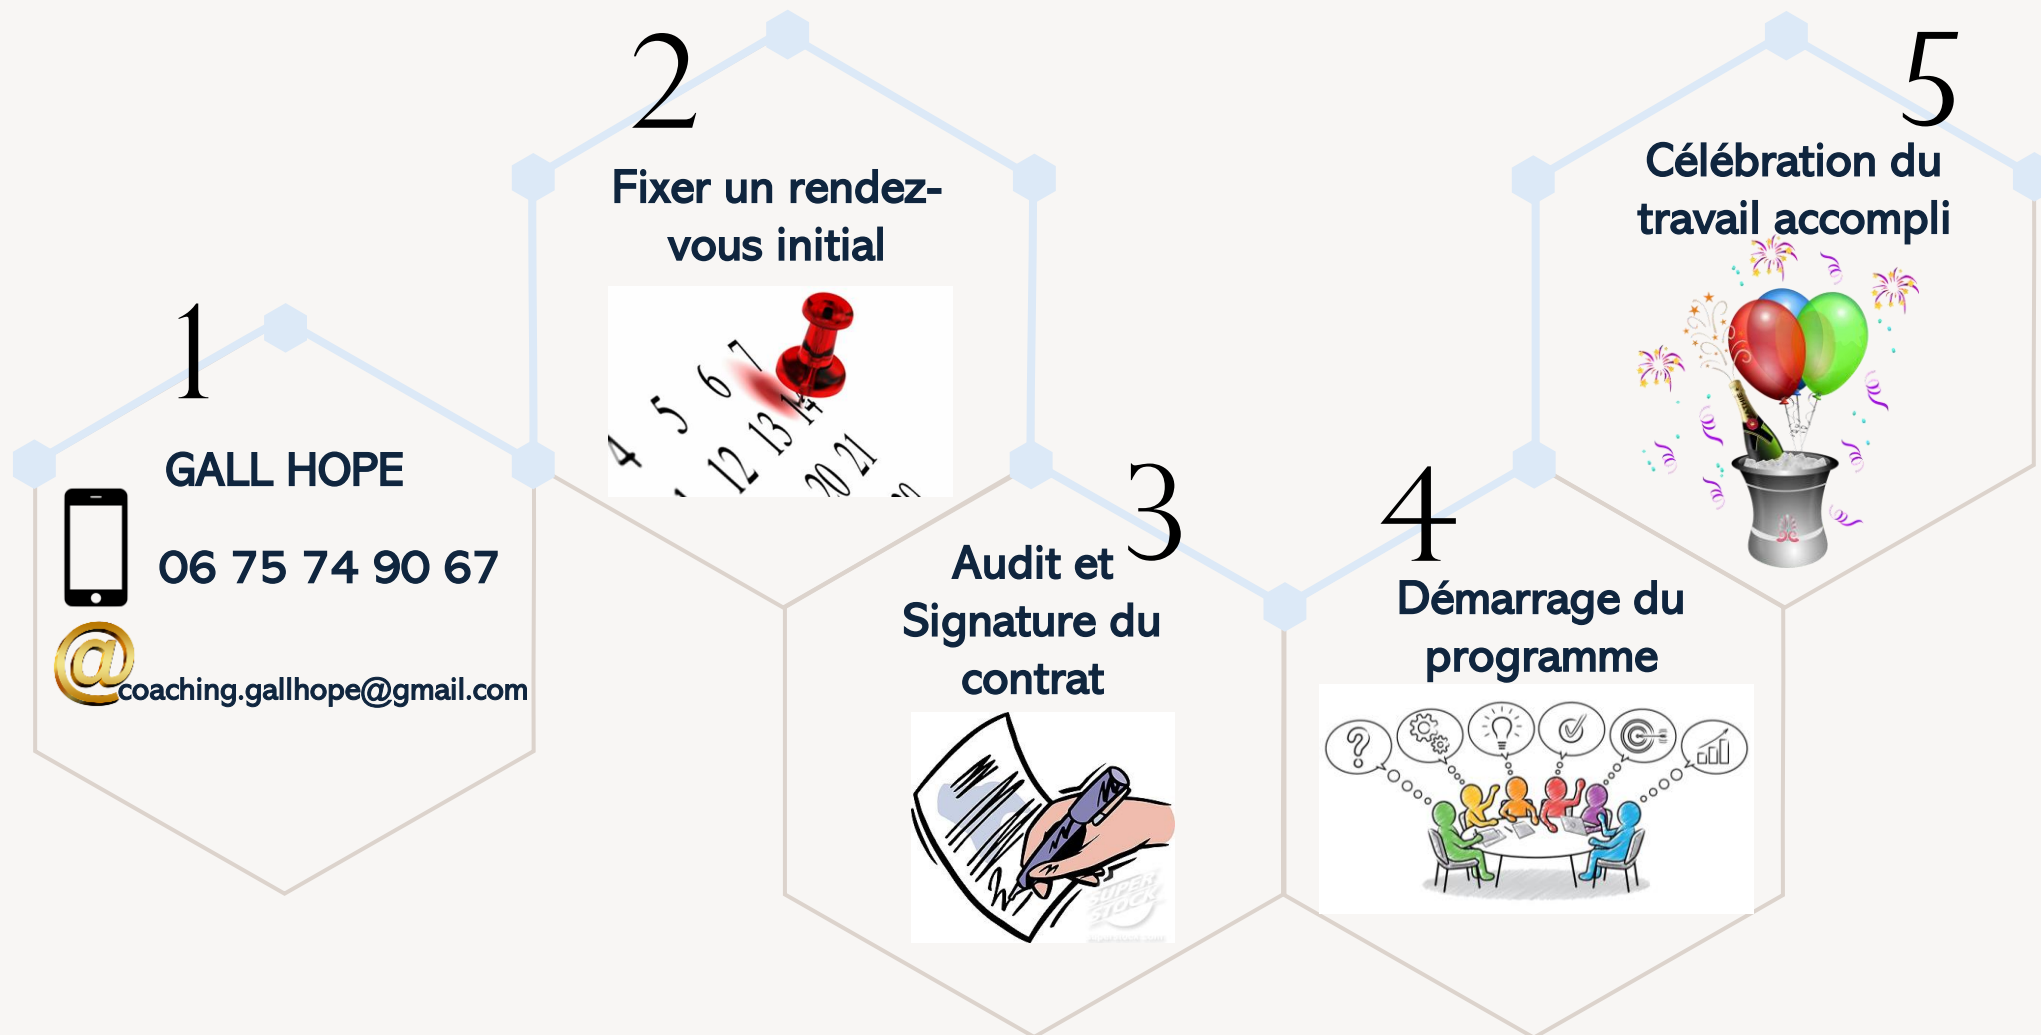 1
GALL HOPE
06 75 74 90 67
@
coaching.gallhope@gmail.com
2
Fixer un rendez-
vous initial
4 5 6 7
12 13 14
20 21
3
Audit et
Signature du
contrat
SUPER
STOCK
4
Démarrage du
programme
?
5
Célébration du
travail accompli